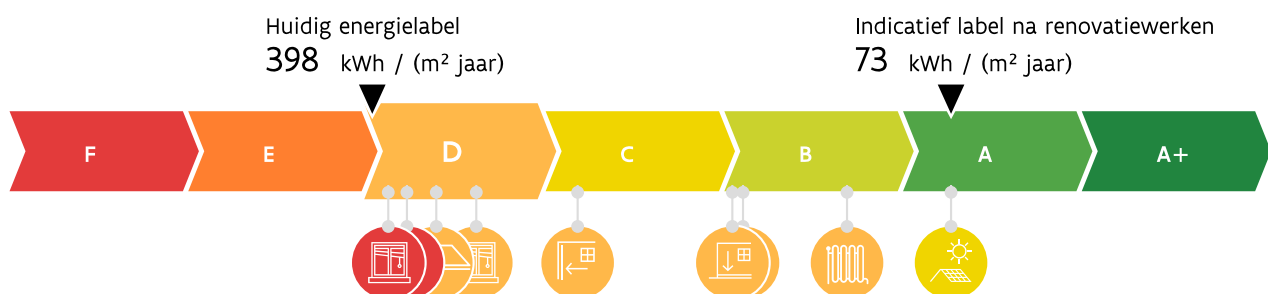 Huidig energielabel
398 kWh / (m² jaar)
Indicatief label na renovatiewerken
73 kWh / (m² jaar)
F E D C B A A+